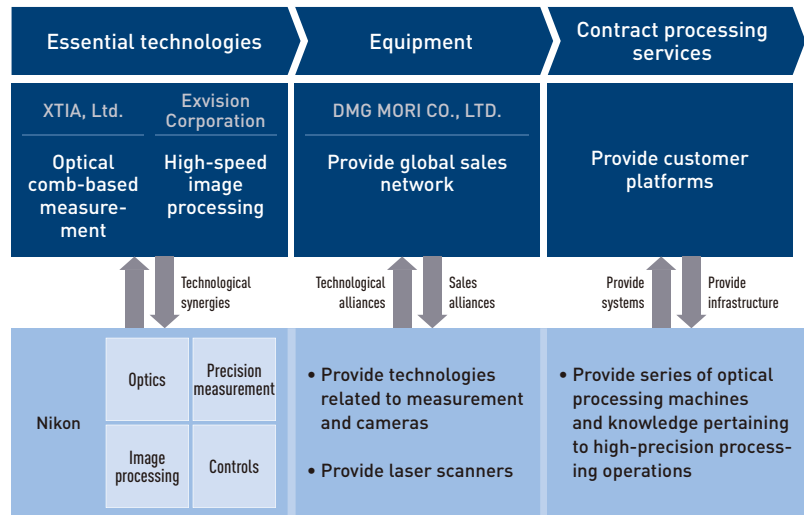 Essential technologies
Equipment
Contract processing
services
XTIA, Ltd.
Optical
comb-based
measure-
ment
Exvision
Corporation
High-speed
image
processing
DMG MORI CO., LTD.
Provide global sales
network
Provide customer
platforms
Technological
synergies
Technological
alliances
Sales
alliances
Provide
systems
Provide
infrastructure
Nikon
Optics
Precision
measurement
Image
processing
Controls
• Provide technologies
related to measurement
and cameras
• Provide laser scanners
• Provide series of optical
processing machines
and knowledge pertaining
to high-precision process-
ing operations